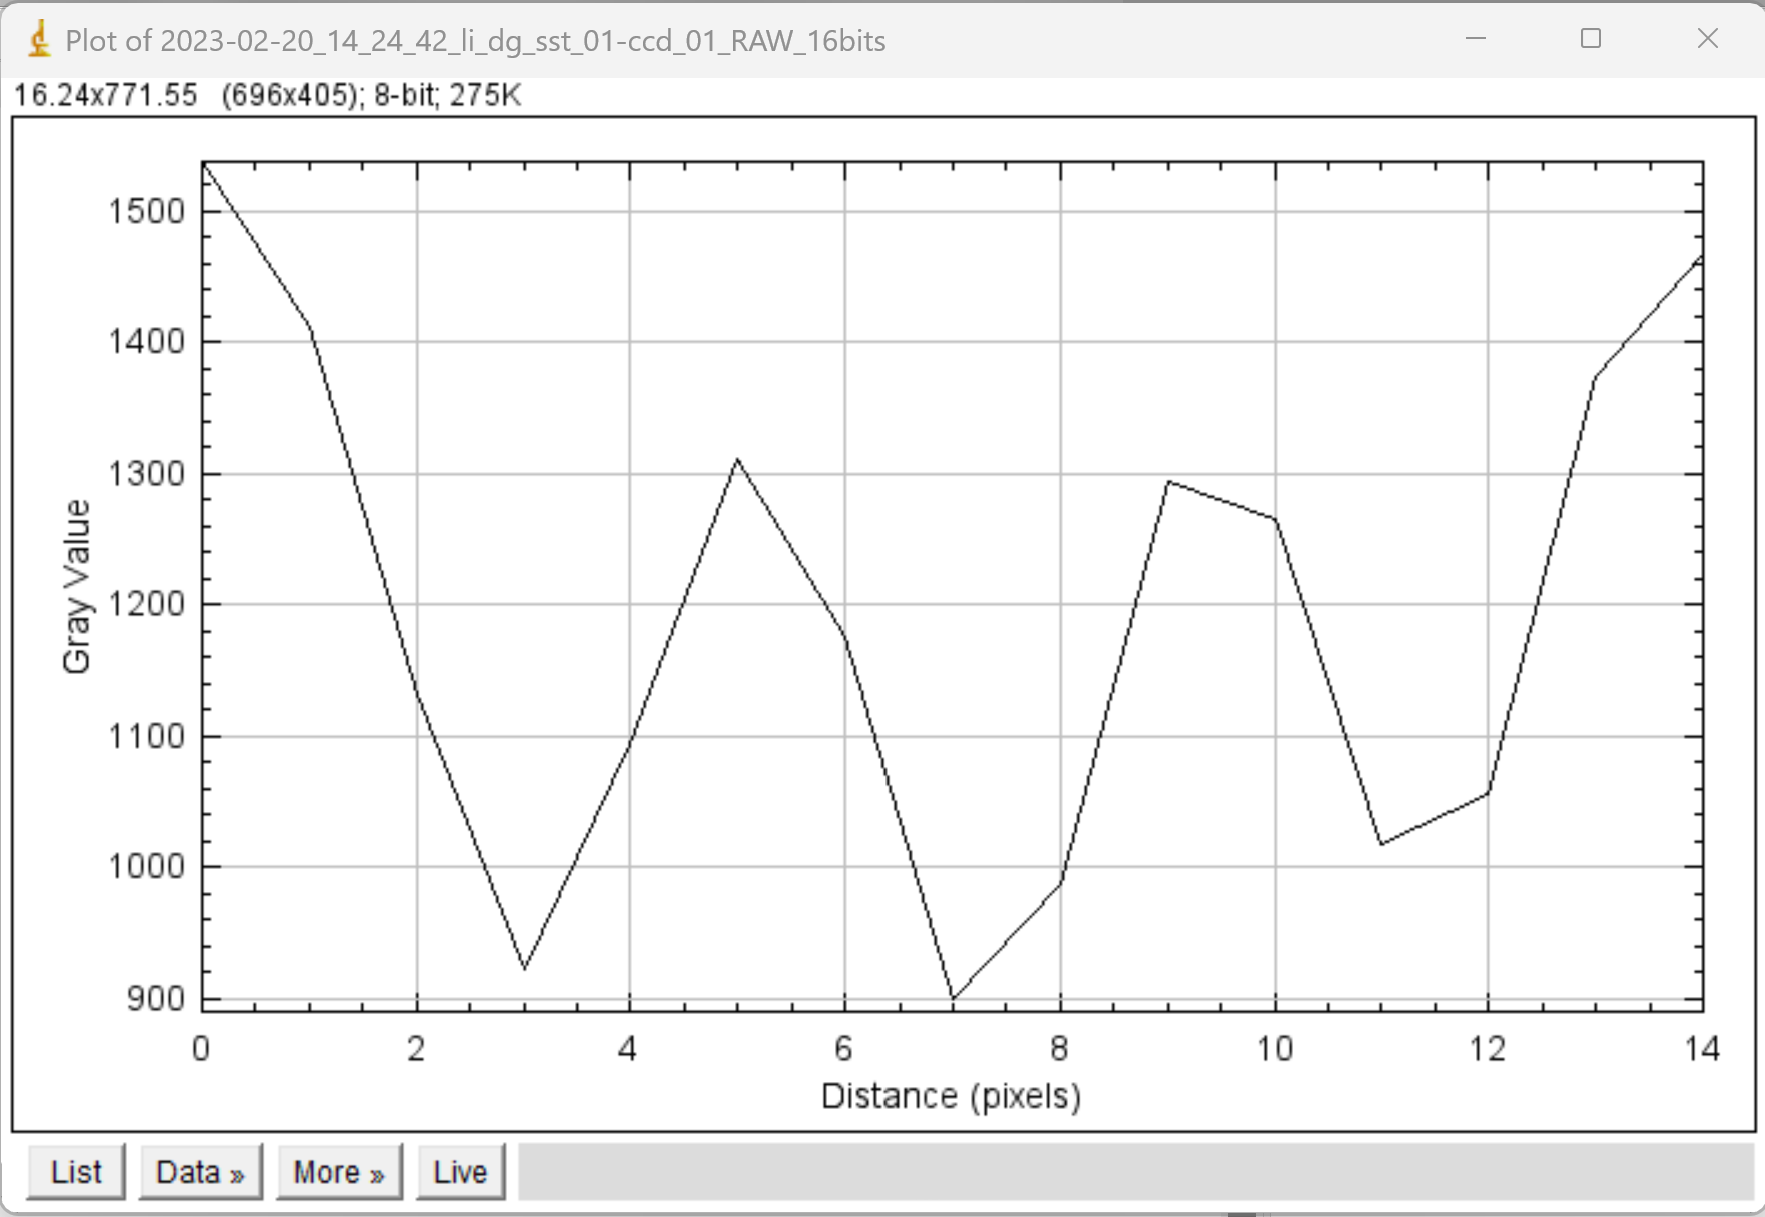 Plot of 2023-02-20_14_24_42_li_dg_sst_01-ccd_01_RAW_16bits
16.24x771.55 (696x405); 8-bit; 275K
1500
1400
1300
1200
1100
1000
900
Gray Value
0 2 4 6 8 10 12 14
Distance (pixels)
List Data » More » Live